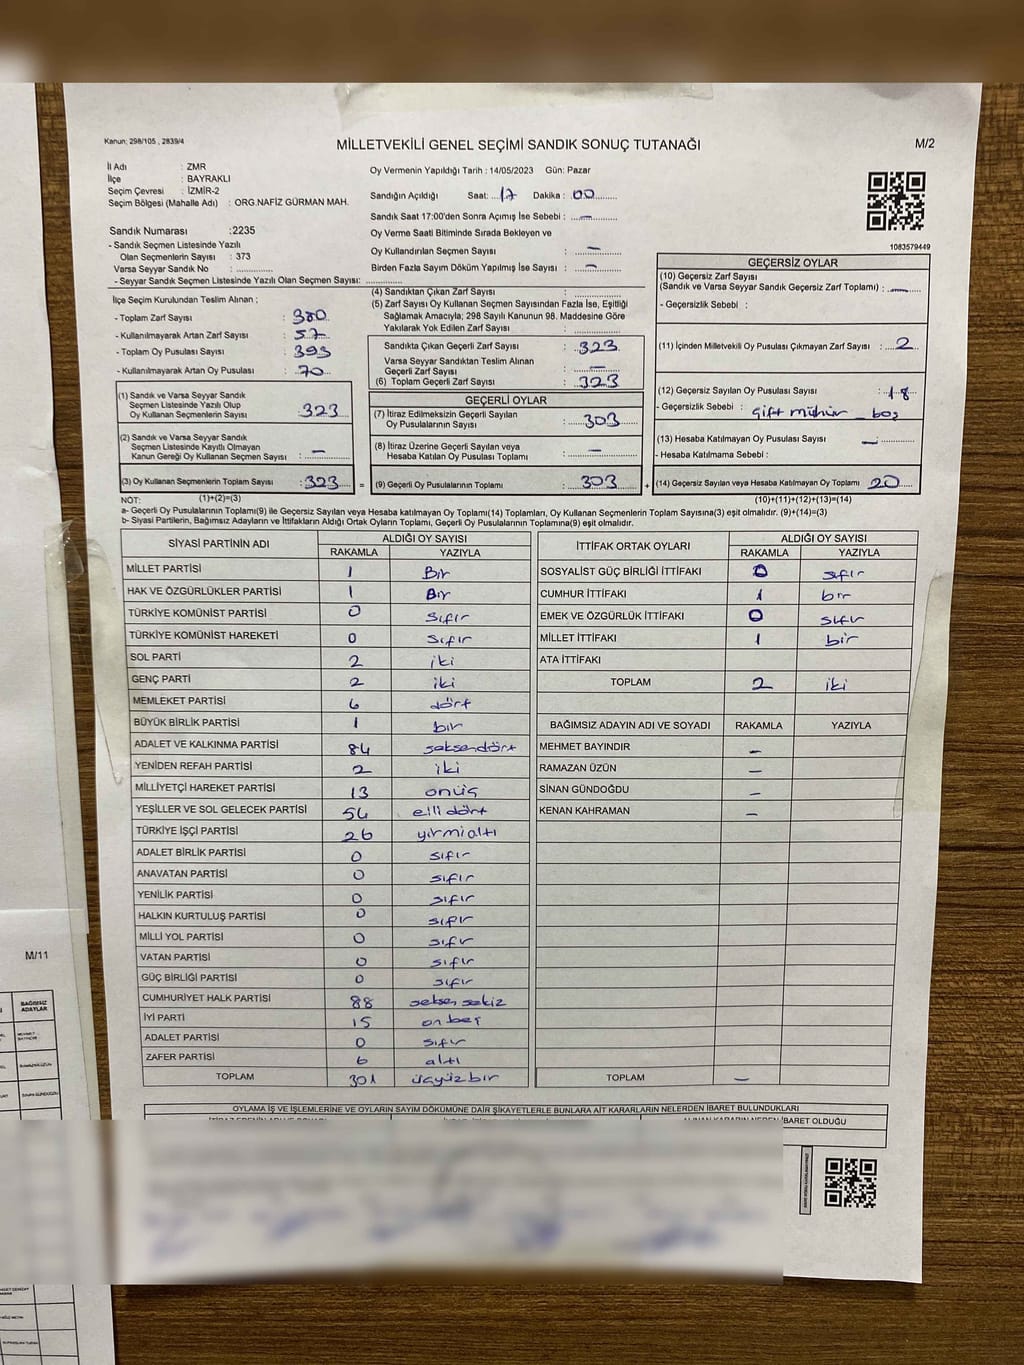 Kanun; 298/105 , 2839/4
MİLLETVEKİLİ GENEL SEÇİMİ SANDIK SONUÇ TUTANAĞI
M/2
İl Adı : ZMR
İlçe : BAYRAKLI
Seçim Çevresi : İZMİR-2
Seçim Bölgesi (Mahalle Adı) : ORG.NAFİZ GÜRMAN MAH.
Sandık Numarası :2235
- Sandık Seçmen Listesinde Yazılı
Olan Seçmenlerin Sayısı : 373
Varsa Seyyar Sandık No : ..............
- Seyyar Sandık Seçmen Listesinde Yazılı Olan Seçmen Sayısı: ..............
Oy Vermenin Yapıldığı Tarih : 14/05/2023 Gün: Pazar
Sandığın Açıldığı Saat: 17 Dakika : 00
Sandık Saat 17:00'den Sonra Açımış İse Sebebi : —
Oy Verme Saati Bitiminde Sırada Bekleyen ve
Oy Kullandırılan Seçmen Sayısı : —
Birden Fazla Sayım Döküm Yapılmış İse Sayısı : —
1083579449
İlçe Seçim Kurulundan Teslim Alınan ;
- Toplam Zarf Sayısı : 380
- Kullanılmayarak Artan Zarf Sayısı : 57
- Toplam Oy Pusulası Sayısı : 393
- Kullanılmayarak Artan Oy Pusulası : 70
(1) Sandık ve Varsa Seyyar Sandık
Seçmen Listesinde Yazılı Olup
Oy Kullanan Seçmenlerin Sayısı : 323
(2) Sandık ve Varsa Seyyar Sandık
Seçmen Listesinde Kayıtlı Olmayan
Kanun Gereği Oy Kullanan Seçmen Sayısı : —
(3) Oy Kullanan Seçmenlerin Toplam Sayısı : 323 =
(4) Sandıktan Çıkan Zarf Sayısı : ..............
(5) Zarf Sayısı Oy Kullanan Seçmen Sayısından Fazla İse, Eşitliği
Sağlamak Amacıyla; 298 Sayılı Kanunun 98. Maddesine Göre
Yakılarak Yok Edilen Zarf Sayısı : ..............
Sandıkta Çıkan Geçerli Zarf Sayısı : 323
Varsa Seyyar Sandıktan Teslim Alınan
Geçerli Zarf Sayısı : —
(6) Toplam Geçerli Zarf Sayısı : 323
GEÇERLİ OYLAR
(7) İtiraz Edilmeksizin Geçerli Sayılan
Oy Pusulalarının Sayısı : 303
(8) İtiraz Üzerine Geçerli Sayılan veya
Hesaba Katılan Oy Pusulası Toplamı : —
(9) Geçerli Oy Pusulalarının Toplamı : 303 +
GEÇERSİZ OYLAR
(10) Geçersiz Zarf Sayısı
(Sandık ve Varsa Seyyar Sandık Geçersiz Zarf Toplamı) : —
- Geçersizlik Sebebi :
(11) İçinden Milletvekili Oy Pusulası Çıkmayan Zarf Sayısı : 2
(12) Geçersiz Sayılan Oy Pusulası Sayısı : 18
- Geçersizlik Sebebi : çift mühür _ boş
(13) Hesaba Katılmayan Oy Pusulası Sayısı : —
- Hesaba Katılmama Sebebi :
(14) Geçersiz Sayılan veya Hesaba Katılmayan Oy Toplamı 20
NOT: (1)+(2)=(3) (10)+(11)+(12)+(13)=(14)
a- Geçerli Oy Pusulalarının Toplamı(9) ile Geçersiz Sayılan veya Hesaba katılmayan Oy Toplamı(14) Toplamları, Oy Kullanan Seçmenlerin Toplam Sayısına(3) eşit olmalıdır. (9)+(14)=(3)
b- Siyasi Partilerin, Bağımsız Adayların ve İttifakların Aldığı Ortak Oyların Toplamı, Geçerli Oy Pusulalarının Toplamına(9) eşit olmalıdır.
SİYASİ PARTİNİN ADI ALDIĞI OY SAYISI
RAKAMLA YAZIYLA
MİLLET PARTİSİ 1 Bir
HAK VE ÖZGÜRLÜKLER PARTİSİ 1 Bir
TÜRKİYE KOMÜNİST PARTİSİ 0 sıfır
TÜRKİYE KOMÜNİST HAREKETİ 0 sıfır
SOL PARTİ 2 iki
GENÇ PARTİ 2 iki
MEMLEKET PARTİSİ 6 dört
BÜYÜK BİRLİK PARTİSİ 1 bir
ADALET VE KALKINMA PARTİSİ 84 seksendört
YENİDEN REFAH PARTİSİ 2 iki
MİLLİYETÇİ HAREKET PARTİSİ 13 onüç
YEŞİLLER VE SOL GELECEK PARTİSİ 54 elli dört
TÜRKİYE İŞÇİ PARTİSİ 26 yirmialtı
ADALET BİRLİK PARTİSİ 0 sıfır
ANAVATAN PARTİSİ 0 sıfır
YENİLİK PARTİSİ 0 sıfır
HALKIN KURTULUŞ PARTİSİ 0 sıfır
MİLLİ YOL PARTİSİ 0 sıfır
VATAN PARTİSİ 0 sıfır
GÜÇ BİRLİĞİ PARTİSİ 0 sıfır
CUMHURİYET HALK PARTİSİ 88 seksen sekiz
İYİ PARTİ 15 on beş
ADALET PARTİSİ 0 sıfır
ZAFER PARTİSİ 6 altı
TOPLAM 301 üçyüz bir
İTTİFAK ORTAK OYLARI ALDIĞI OY SAYISI
RAKAMLA YAZIYLA
SOSYALİST GÜÇ BİRLİĞİ İTTİFAKI 0 sıfır
CUMHUR İTTİFAKI 1 bir
EMEK VE ÖZGÜRLÜK İTTİFAKI 0 sıfır
MİLLET İTTİFAKI 1 bir
ATA İTTİFAKI
TOPLAM 2 iki
BAĞIMSIZ ADAYIN ADI VE SOYADI RAKAMLA YAZIYLA
MEHMET BAYINDIR —
RAMAZAN ÜZÜN —
SİNAN GÜNDOĞDU —
KENAN KAHRAMAN —
TOPLAM —
OYLAMA İŞ VE İŞLEMLERİNE VE OYLARIN SAYIM DÖKÜMÜNE DAİR ŞİKAYETLERLE BUNLARA AİT KARARLARIN NELERDEN İBARET BULUNDUKLARI
ALINAN KARARIN NEDEN İBARET OLDUĞU
M/11
BAĞIMSIZ
ADAYLAR